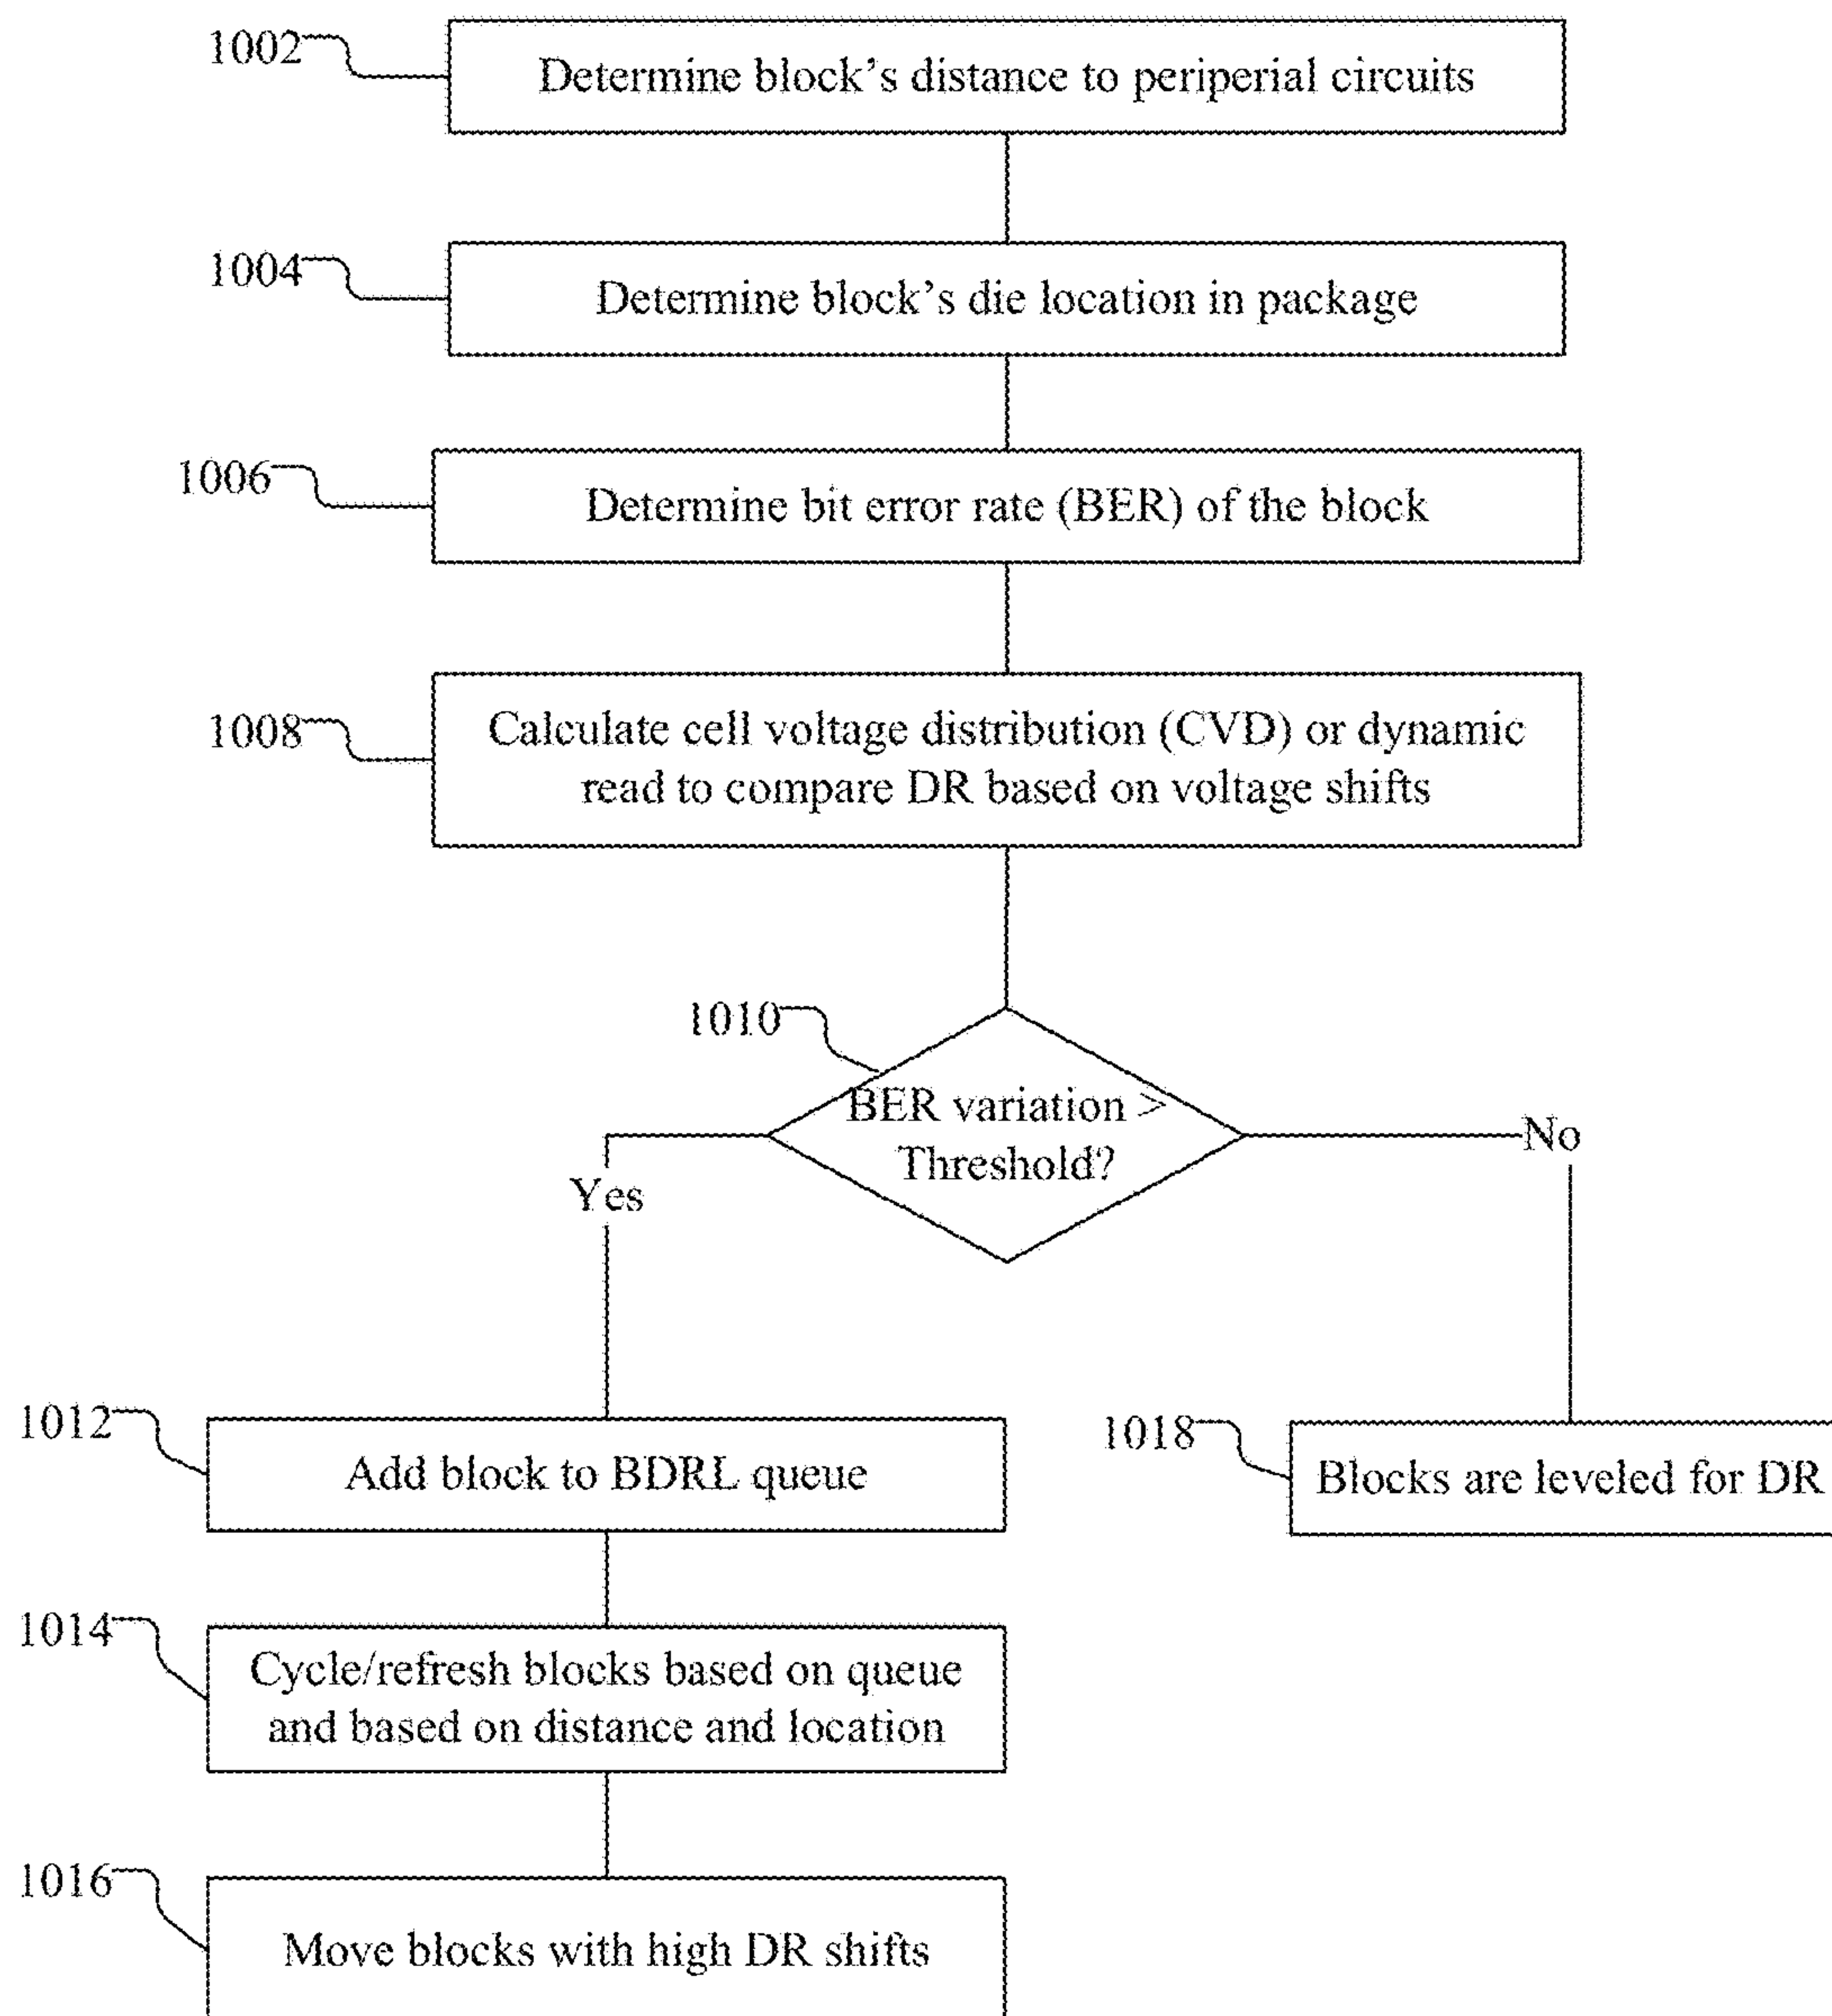 1002
Determine block's distance to periperial circuits
1004
Determine block's die location in package
1006
Determine bit error rate (BER) of the block
1008
Calculate cell voltage distribution (CVD) or dynamic
read to compare DR based on voltage shifts
1010
BER variation >
Threshold?
Yes
No
1012
Add block to BDRL queue
1018
Blocks are leveled for DR
1014
Cycle/refresh blocks based on queue
and based on distance and location
1016
Move blocks with high DR shifts